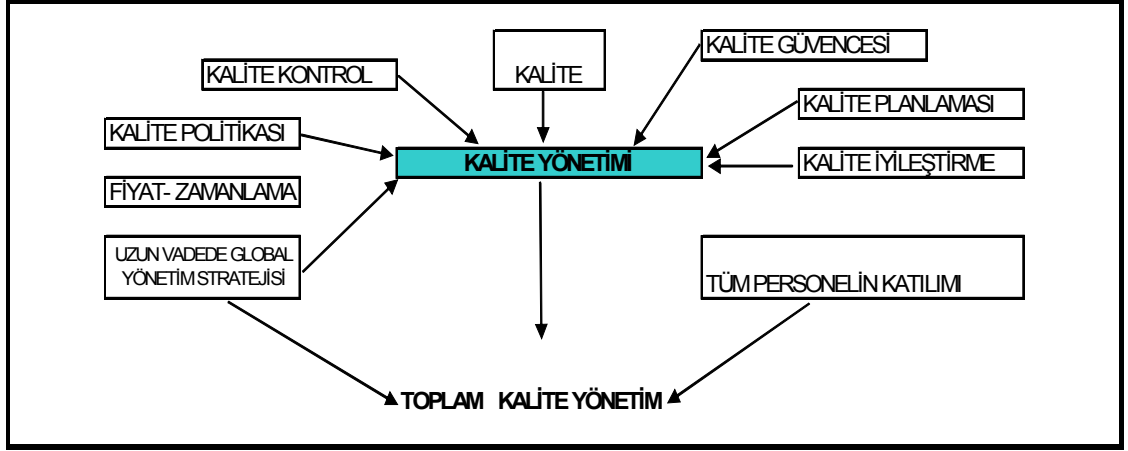 KALİTE GÜVENCESİ
KALİTE KONTROL
KALİTE
KALİTE PLANLAMASI
KALİTE POLİTİKASI
KALİTE YÖNETİMİ
KALİTE İYİLEŞTİRME
FİYAT- ZAMANLAMA
UZUN VADEDE GLOBAL
YÖNETİM STRATEJİSİ
TÜM PERSONELİN KATILIMI
TOPLAM KALİTE YÖNETİM